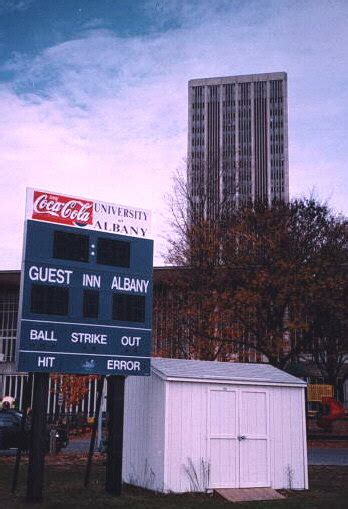 Coca-Cola UNIVERSITY
at
ALBANY
GUEST INN ALBANY
BALL STRIKE OUT
HIT ERROR